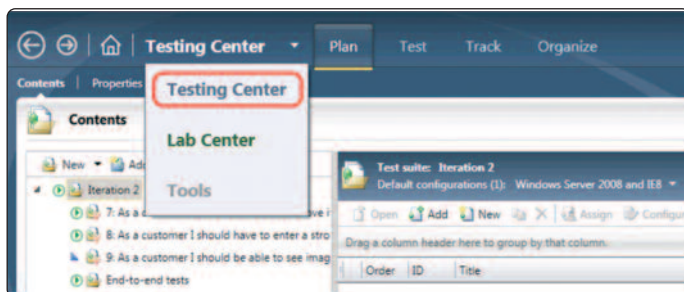 Testing Center Plan Test Track Organize
Contents | Properties
Testing Center
Contents
Lab Center
New Add
Test suite: Iteration 2
Default configurations (1): Windows Server 2008 and IE8
Tools
Iteration 2
Open Add New Assign
7: As a
8: As a customer I should have to enter a
Drag a column header here to group by that column.
9: As a customer I should be able to see
Order ID Title
End-to-end tests